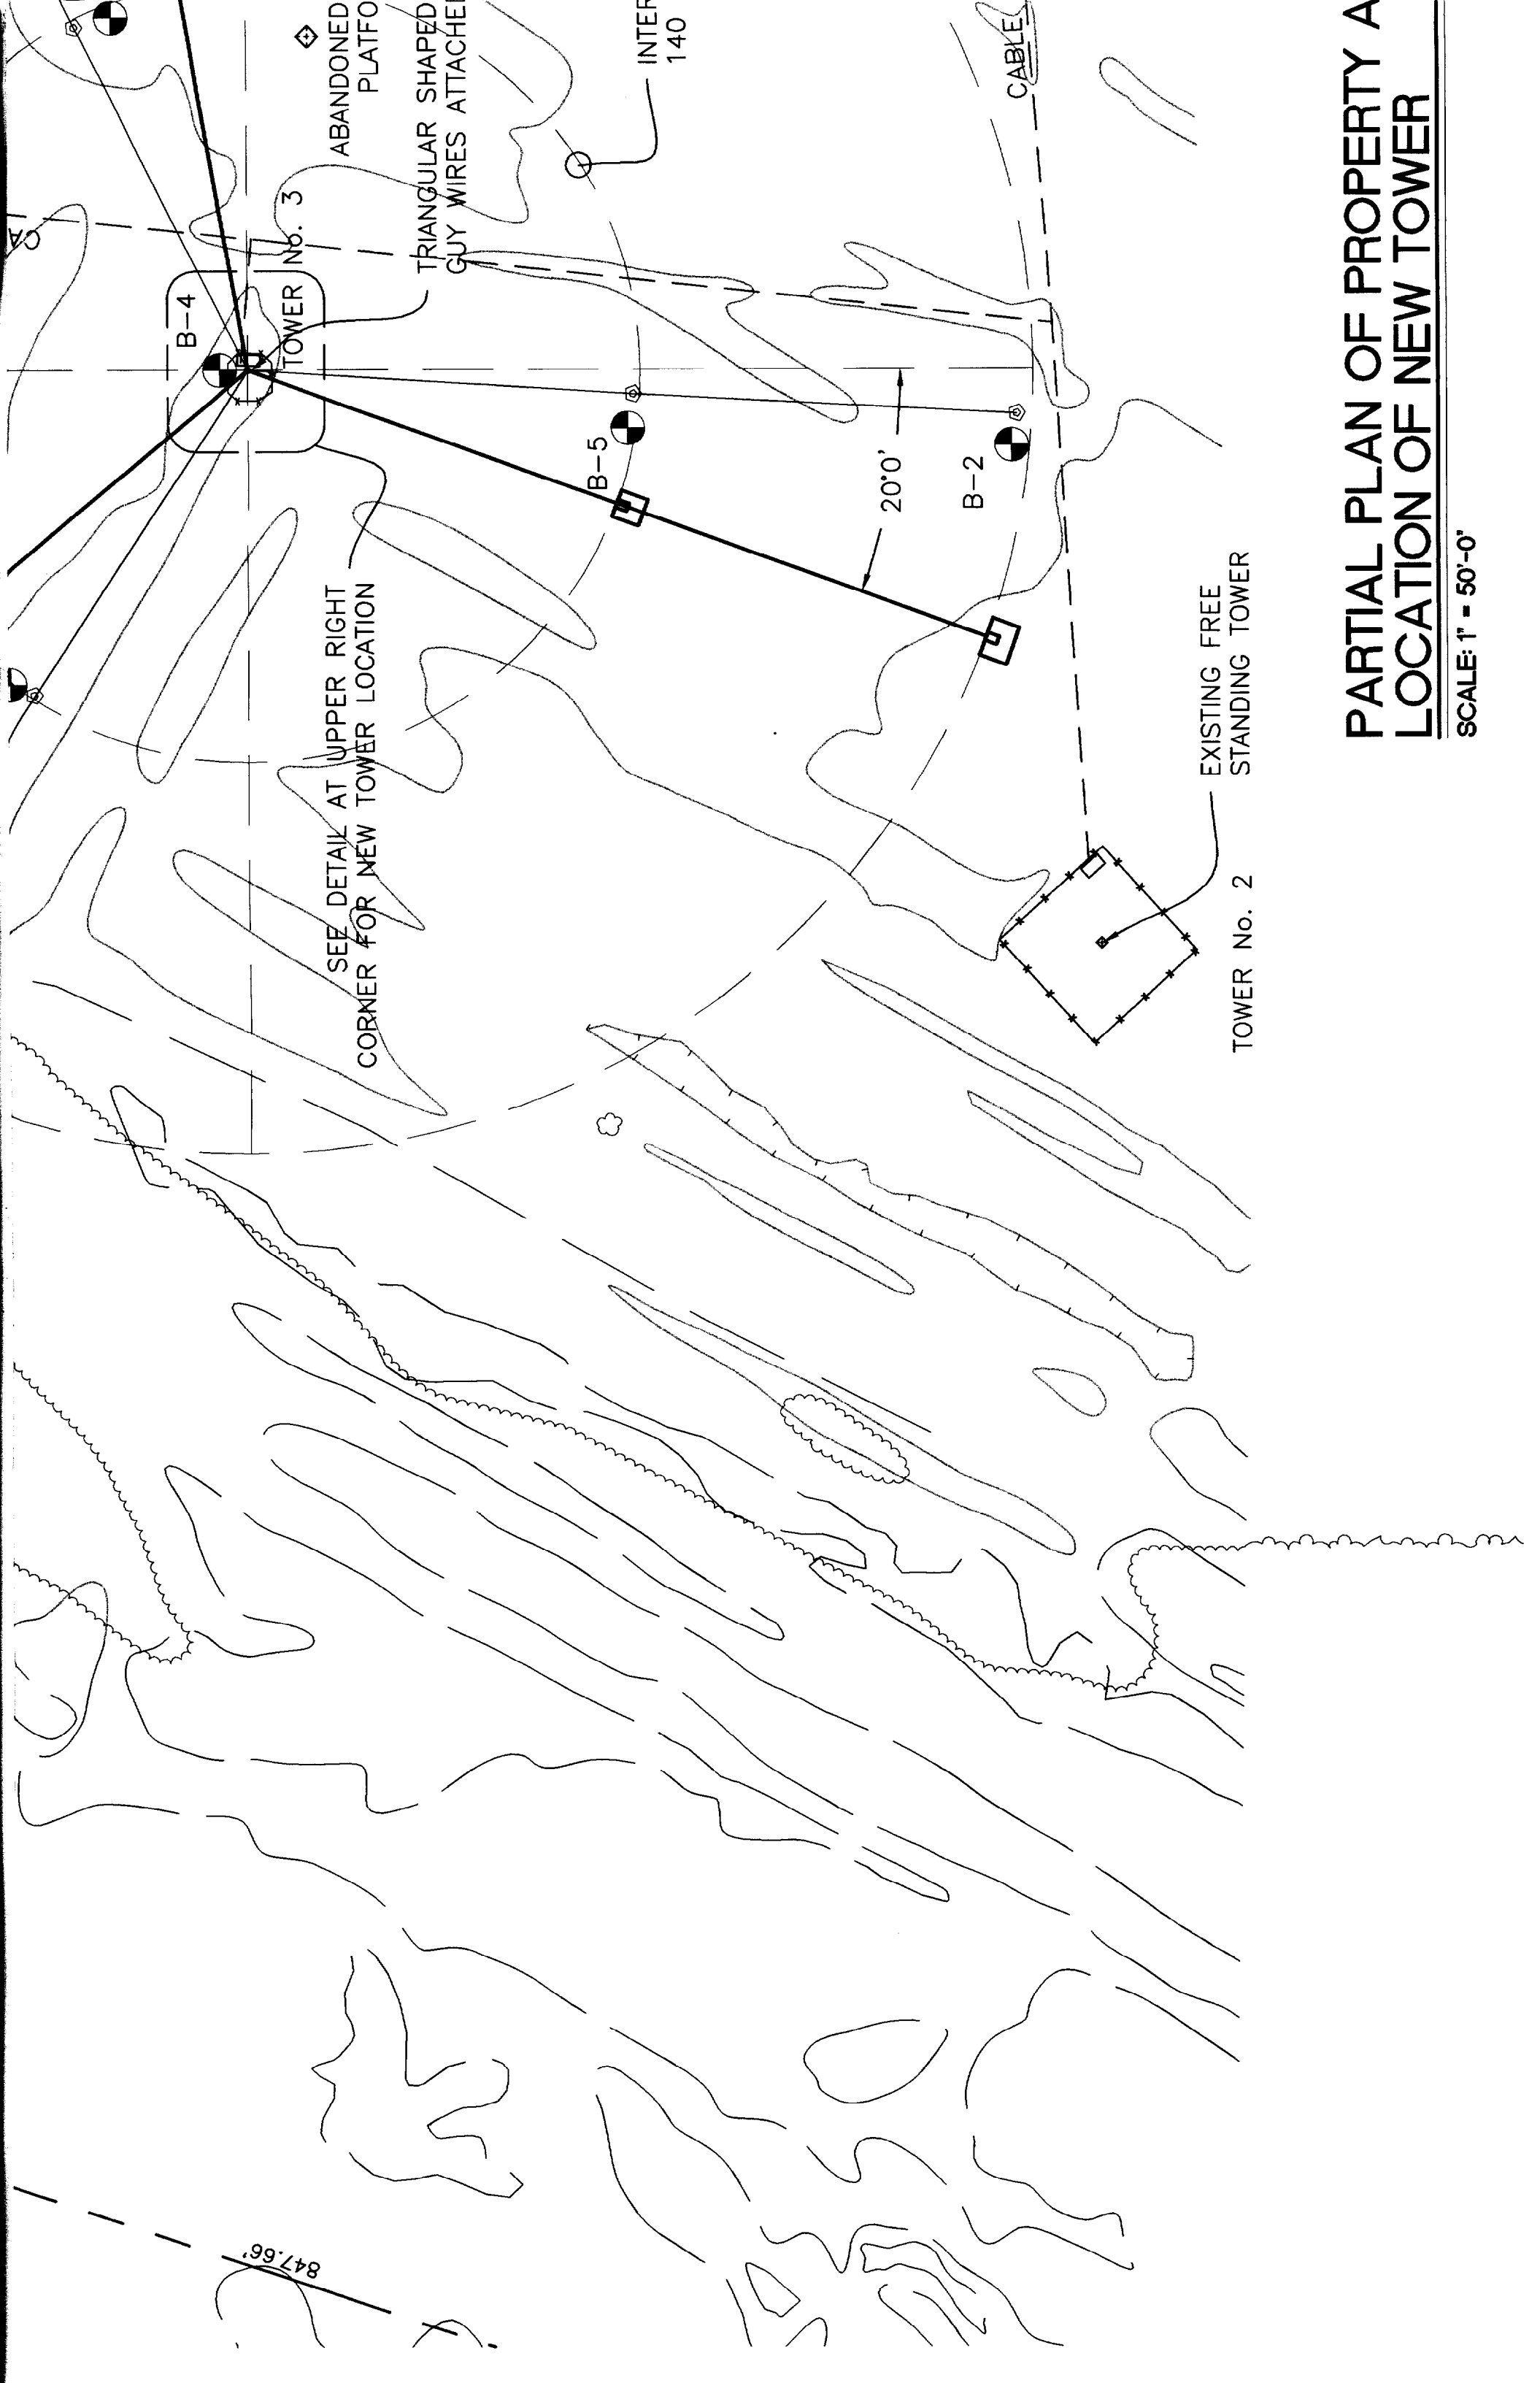 ABANDONED
PLATFO
TRIANGULAR SHAPED
GUY WIRES ATTACHE
INTER
140
CABLE
CA
B-4
TOWER No. 3
B-5
B-2
20°0'
SEE DETAIL AT UPPER RIGHT
CORNER FOR NEW TOWER LOCATION
EXISTING FREE
STANDING TOWER
TOWER No. 2
847.66'
PARTIAL PLAN OF PROPERTY A
LOCATION OF NEW TOWER
SCALE: 1" = 50'-0"